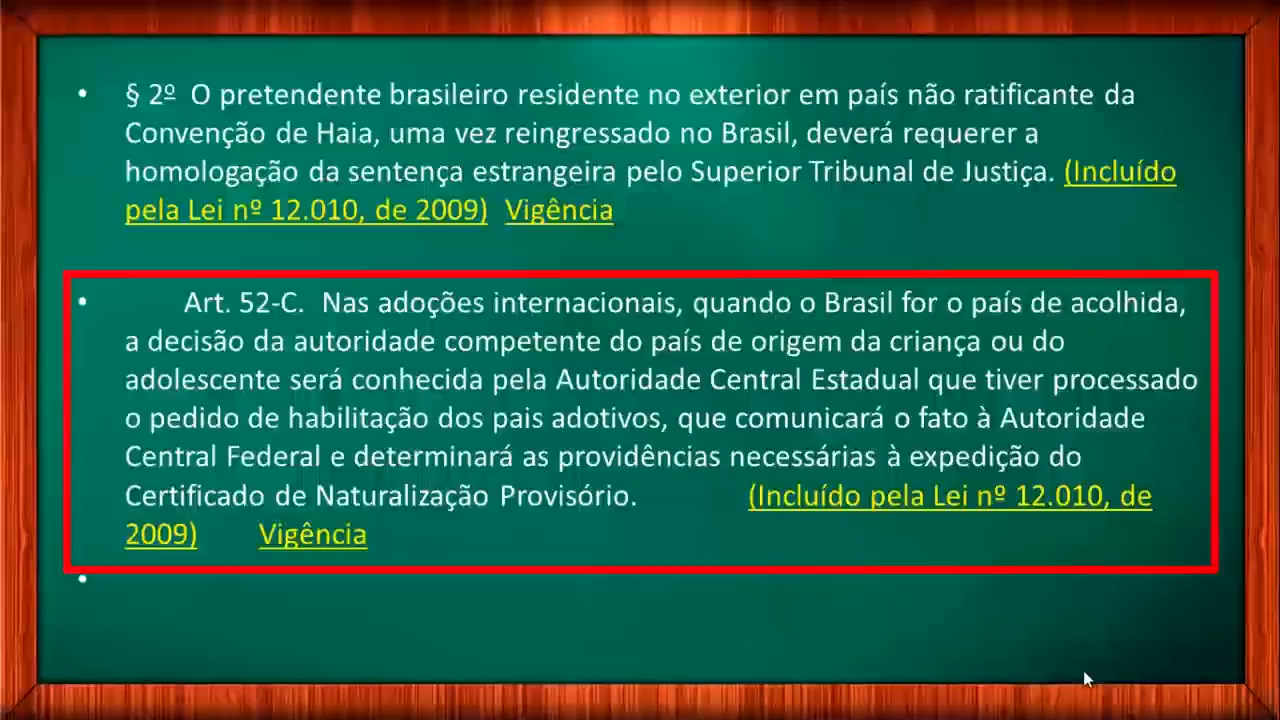 • § 2º O pretendente brasileiro residente no exterior em país não ratificante da
Convenção de Haia, uma vez reingressado no Brasil, deverá requerer a
homologação da sentença estrangeira pelo Superior Tribunal de Justiça. (Incluído
pela Lei nº 12.010, de 2009) Vigência
• Art. 52-C. Nas adoções internacionais, quando o Brasil for o país de acolhida,
a decisão da autoridade competente do país de origem da criança ou do
adolescente será conhecida pela Autoridade Central Estadual que tiver processado
o pedido de habilitação dos pais adotivos, que comunicará o fato à Autoridade
Central Federal e determinará as providências necessárias à expedição do
Certificado de Naturalização Provisório. (Incluído pela Lei nº 12.010, de
2009) Vigência
•